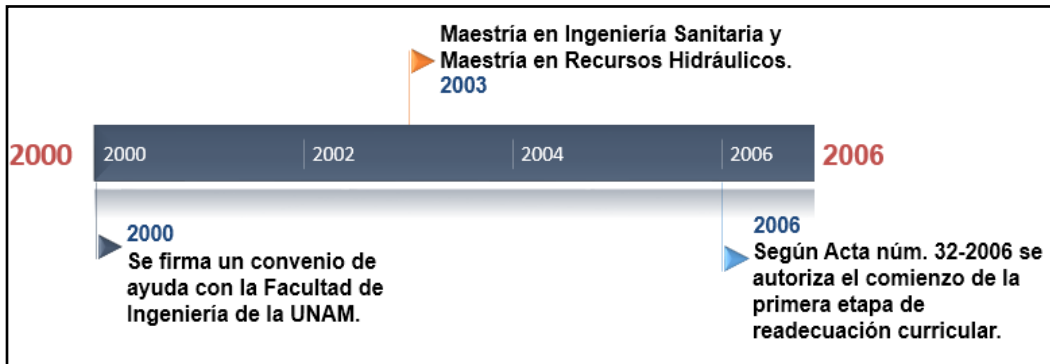 Maestría en Ingeniería Sanitaria y
Maestría en Recursos Hidráulicos.
2003
2000
2000
2002
2004
2006
2006
2000
Se firma un convenio de
ayuda con la Facultad de
Ingeniería de la UNAM.
2006
Según Acta núm. 32-2006 se
autoriza el comienzo de la
primera etapa de
readecuación curricular.